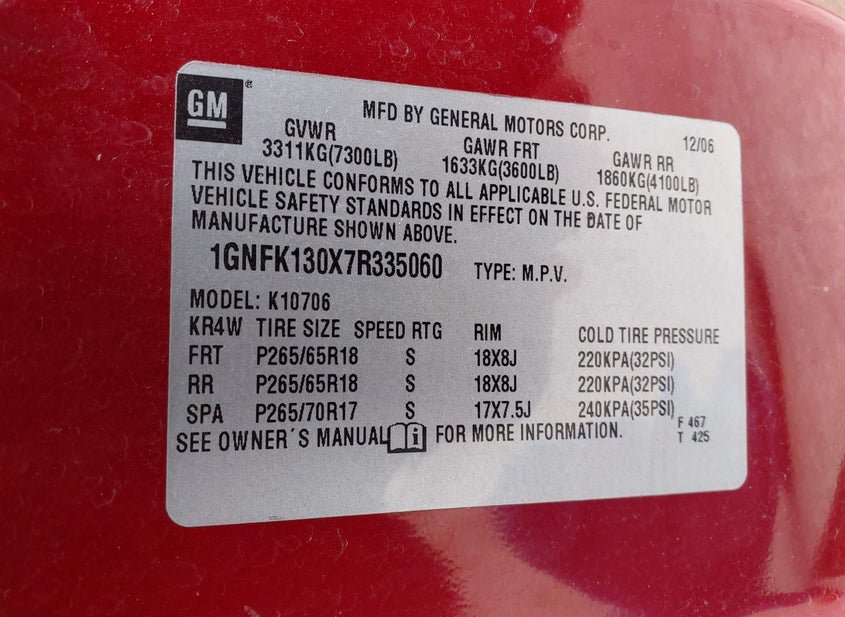 GM ®
MFD BY GENERAL MOTORS CORP. 12/06
GVWR GAWR FRT GAWR RR
3311KG(7300LB) 1633KG(3600LB) 1860KG(4100LB)
THIS VEHICLE CONFORMS TO ALL APPLICABLE U.S. FEDERAL MOTOR
VEHICLE SAFETY STANDARDS IN EFFECT ON THE DATE OF
MANUFACTURE SHOWN ABOVE.
1GNFK130X7R335060 TYPE: M.P.V.
MODEL: K10706
KR4W TIRE SIZE SPEED RTG RIM COLD TIRE PRESSURE
FRT P265/65R18 S 18X8J 220KPA(32PSI)
RR P265/65R18 S 18X8J 220KPA(32PSI)
SPA P265/70R17 S 17X7.5J 240KPA(35PSI)
SEE OWNER´S MANUAL i FOR MORE INFORMATION.
F 467
T 425